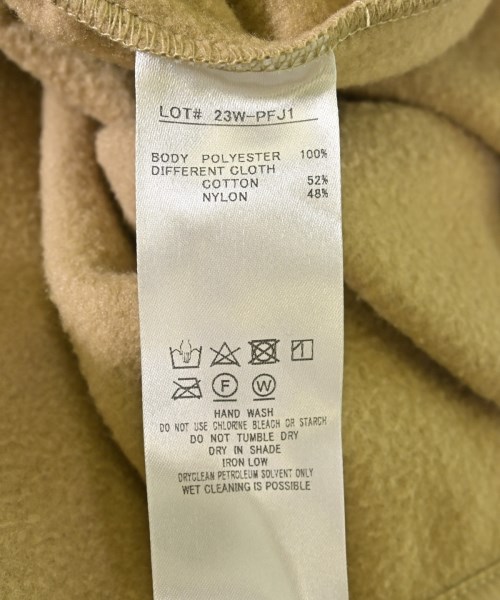 LOT# 23W-PFJ1
BODY POLYESTER 100%
DIFFERENT CLOTH
COTTON 52%
NYLON 48%
F W
HAND WASH
DO NOT USE CHLORINE BLEACH OR STARCH
DO NOT TUMBLE DRY
DRY IN SHADE
IRON LOW
DRYCLEAN PETROLEUM SOLVENT ONLY
WET CLEANING IS POSSIBLE